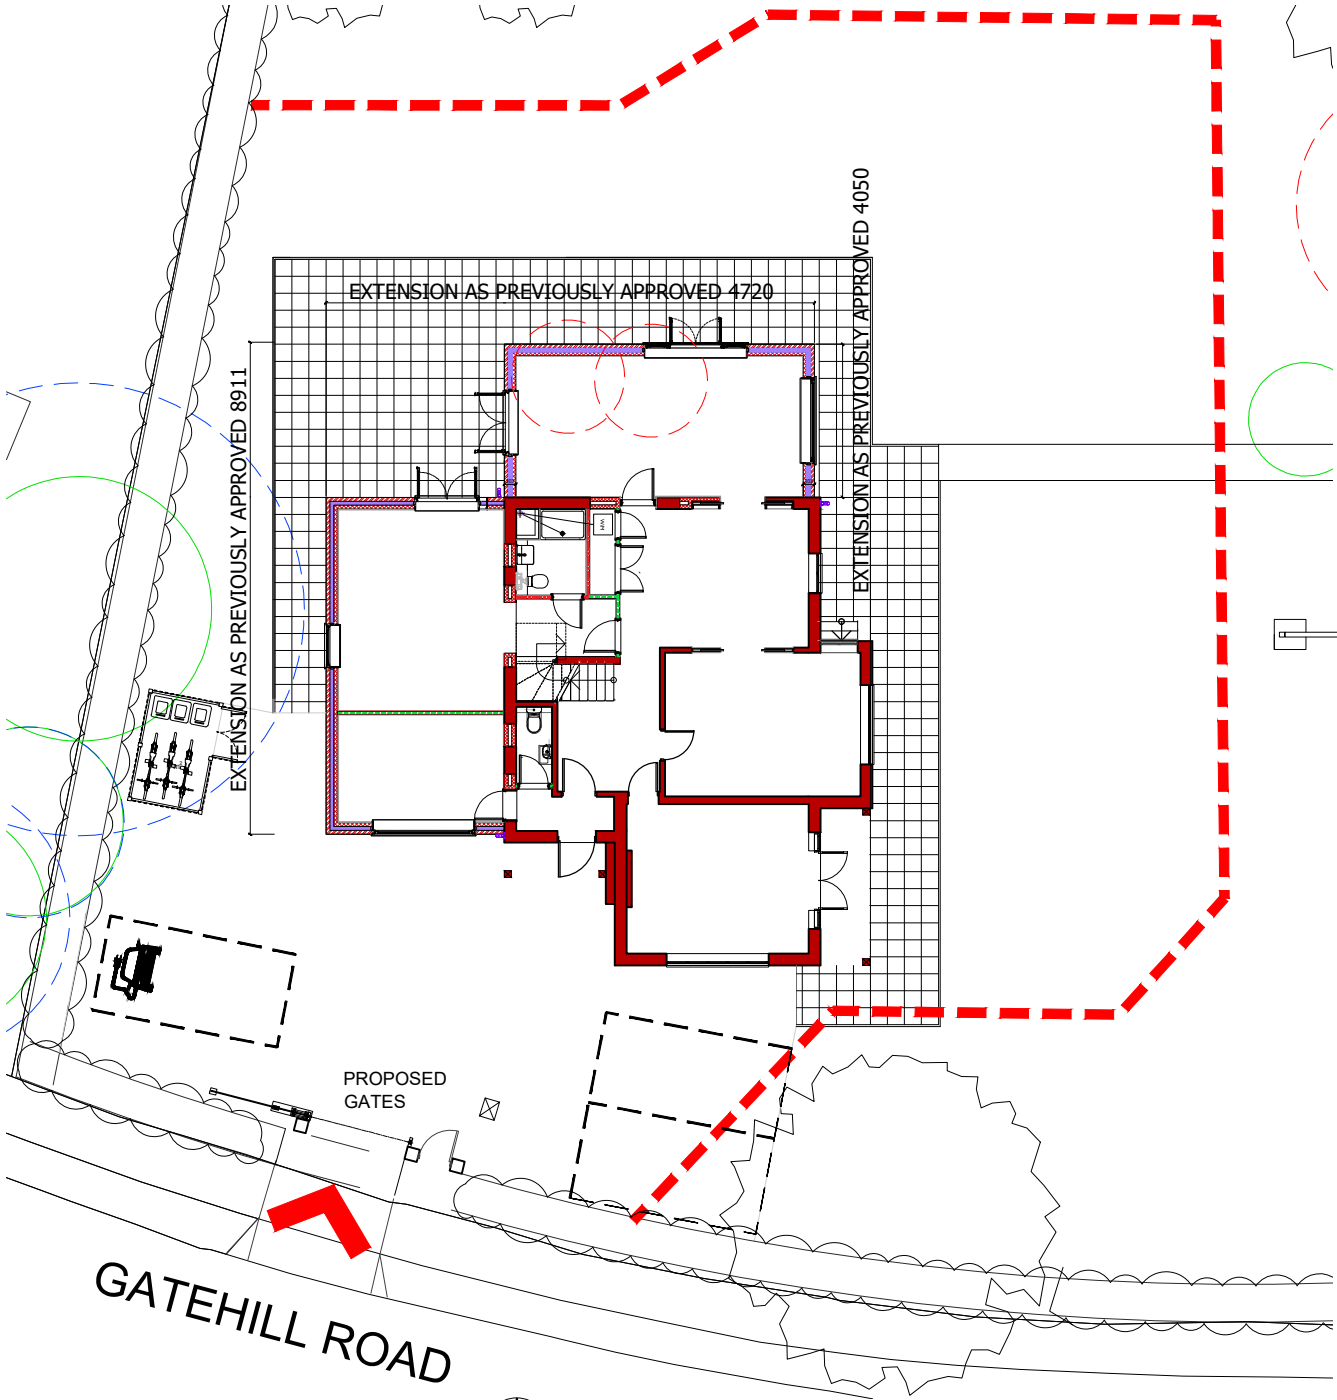 EXTENSION AS PREVIOUSLY APPROVED 4720
EXTENSION AS PREVIOUSLY APPROVED 4050
EXTENSION AS PREVIOUSLY APPROVED 8911
WM
PROPOSED
GATES
GATEHILL ROAD